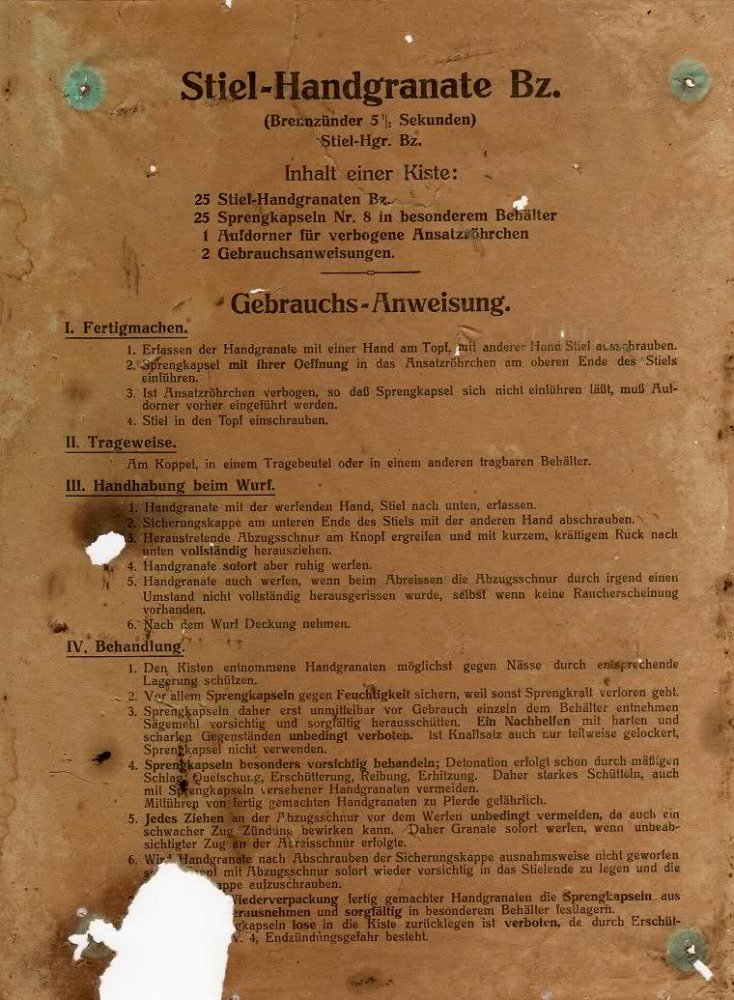 Stiel-Handgranate Bz.
(Brennzünder 5 1/2 Sekunden)
Stiel-Hgr. Bz.
Inhalt einer Kiste:
25 Stiel-Handgranaten Bz.
25 Sprengkapseln Nr. 8 in besonderem Behälter
1 Aufdorner für verbogene Ansatzröhrchen
2 Gebrauchsanweisungen.
Gebrauchs-Anweisung.
I. Fertigmachen.
1. Erfassen der Handgranate mit einer Hand am Topf, mit anderer Hand Stiel ausschrauben.
2. Sprengkapsel mit ihrer Oeffnung in das Ansatzröhrchen am oberen Ende des Stiels
einführen.
3. Ist Ansatzröhrchen verbogen, so daß Sprengkapsel sich nicht einführen läßt, muß Auf-
dorner vorher eingeführt werden.
4. Stiel in den Topf einschrauben.
II. Trageweise.
Am Koppel, in einem Tragebeutel oder in einem anderen tragbaren Behälter.
III. Handhabung beim Wurf.
1. Handgranate mit der werfenden Hand, Stiel nach unten, erfassen.
2. Sicherungskappe am unteren Ende des Stiels mit der anderen Hand abschrauben.
3. Heraustretende Abzugsschnur am Knopf ergreifen und mit kurzem, kräftigem Ruck nach
unten vollständig herausziehen.
4. Handgranate sofort aber ruhig werfen.
5. Handgranate auch werfen, wenn beim Abreissen die Abzugsschnur durch irgend einen
Umstand nicht vollständig herausgerissen wurde, selbst wenn keine Raucherscheinung
vorhanden.
6. Nach dem Wurf Deckung nehmen.
IV. Behandlung.
1. Den Kisten entnommene Handgranaten möglichst gegen Nässe durch entsprechende
Lagerung schützen.
2. Vor allem Sprengkapseln gegen Feuchtigkeit sichern, weil sonst Sprengkraft verloren geht.
3. Sprengkapseln daher erst unmittelbar vor Gebrauch einzeln dem Behälter entnehmen
Sägemehl vorsichtig und sorgfältig herausschütten. Ein Nachhelfen mit harten und
scharfen Gegenständen unbedingt verboten. Ist Knallsatz auch nur teilweise gelockert,
Sprengkapsel nicht verwenden.
4. Sprengkapseln besonders vorsichtig behandeln; Detonation erfolgt schon durch mäßigen
Schlag, Quetschung, Erschütterung, Reibung, Erhitzung. Daher starkes Schütteln, auch
mit Sprengkapseln versehener Handgranaten vermeiden.
Mitführen von fertig gemachten Handgranaten zu Pferde gefährlich.
5. Jedes Ziehen an der Abzugsschnur vor dem Werfen unbedingt vermeiden, da auch ein
schwacher Zug Zündung bewirken kann. Daher Granate sofort werfen, wenn unbeab-
sichtigter Zug an der Abreisschnur erfolgte.
6. Wird Handgranate nach Abschrauben der Sicherungskappe ausnahmsweise nicht geworfen
mit Abzugsschnur sofort wieder vorsichtig in das Stielende zu legen und die
aufzuschrauben.
Wiederverpackung fertig gemachter Handgranaten die Sprengkapseln aus
und sorgfältig in besonderem Behälter festlagern.
lose in die Kiste zurücklegen ist verboten, da durch Erschüt-
4, Endzündungsgefahr besteht.